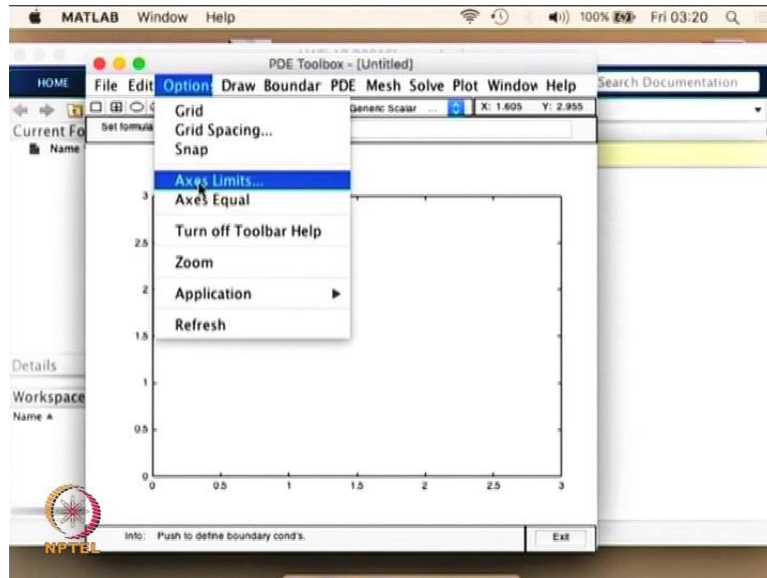 MATLAB Window Help 100% Fri 03:20
PDE Toolbox - [Untitled]
HOME
File Edit Option Draw Boundar PDE Mesh Solve Plot Window Help
Search Documentation
Generic Scalar ... X: 1.605 Y: 2.955
Current Fo
Set formula
Name
Grid
Grid Spacing...
Snap
Axes Limits...
Axes Equal
Turn off Toolbar Help
Zoom
Application
Refresh
3
2.5
2
1.5
1
0.5
0
0 0.5 1 1.5 2 2.5 3
Details
Workspace
Name
Info: Push to define boundary cond's.
Exit
NPTEL